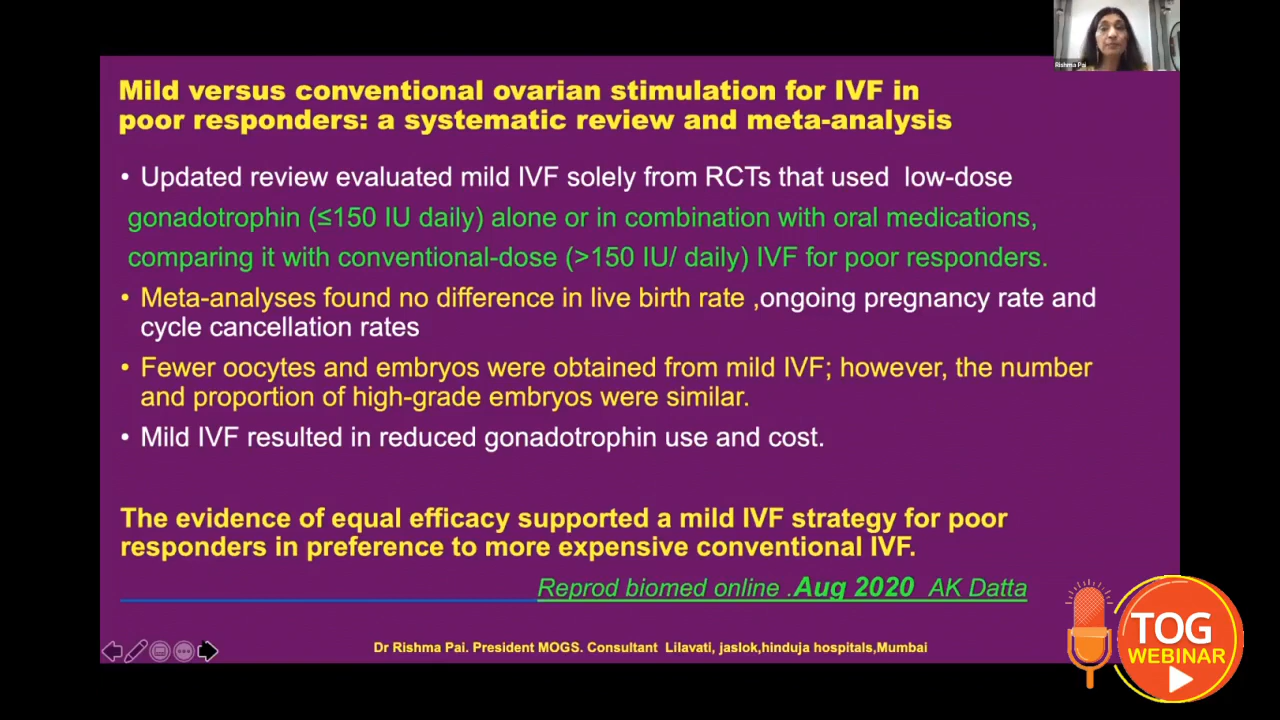 Rishma Pai
Mild versus conventional ovarian stimulation for IVF in
poor responders: a systematic review and meta-analysis
• Updated review evaluated mild IVF solely from RCTs that used low-dose
gonadotrophin (≤150 IU daily) alone or in combination with oral medications,
comparing it with conventional-dose (>150 IU/ daily) IVF for poor responders.
• Meta-analyses found no difference in live birth rate ,ongoing pregnancy rate and
cycle cancellation rates
• Fewer oocytes and embryos were obtained from mild IVF; however, the number
and proportion of high-grade embryos were similar.
• Mild IVF resulted in reduced gonadotrophin use and cost.
The evidence of equal efficacy supported a mild IVF strategy for poor
responders in preference to more expensive conventional IVF.
Reprod biomed online .Aug 2020 AK Datta
Dr Rishma Pai. President MOGS. Consultant Lilavati, jaslok,hinduja hospitals,Mumbai
TOG
WEBINAR